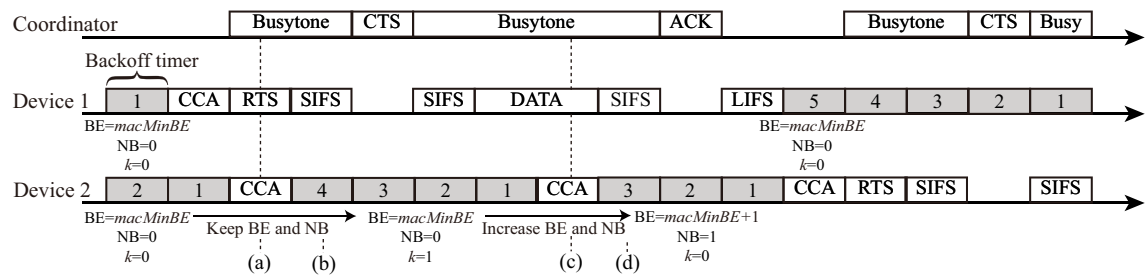 Coordinator Busytone CTS Busytone ACK Busytone CTS Busy
Backoff timer
Device 1 1 CCA RTS SIFS SIFS DATA SIFS LIFS 5 4 3 2 1
BE=macMinBE BE=macMinBE
NB=0 NB=0
k=0 k=0
Device 2 2 1 CCA 4 3 2 1 CCA 3 2 1 CCA RTS SIFS SIFS
BE=macMinBE BE=macMinBE BE=macMinBE+1
Keep BE and NB Increase BE and NB
NB=0 NB=0 NB=1
k=0 k=1 k=0
(a) (b) (c) (d)